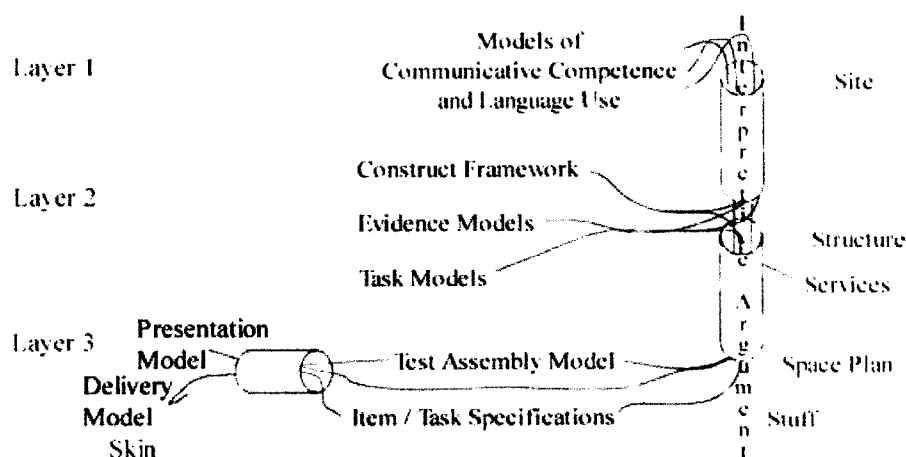 Layer 1
Models of
Communicative Competence
and Language Use
Site
Layer 2
Construct Framework
Evidence Models
Task Models
Structure
Services
Layer 3
Presentation
Model
Delivery
Model
Skin
Test Assembly Model
Item / Task Specifications
Space Plan
Stuff
Interpretive Argument